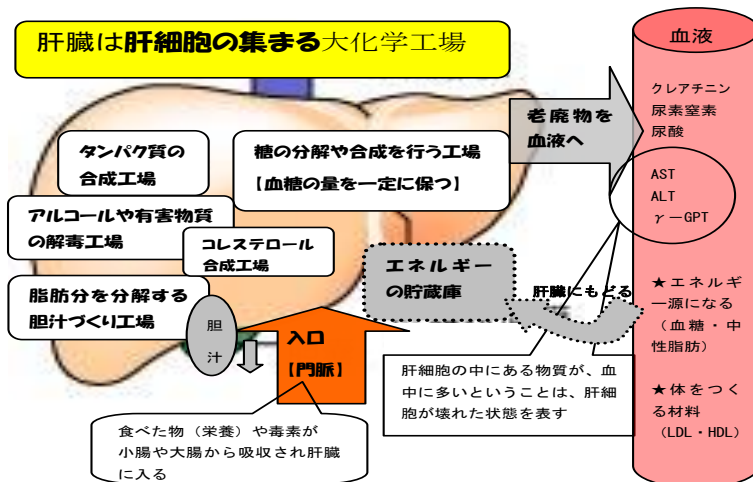 肝臓は肝細胞の集まる大化学工場
血液
クレアチニン
尿素窒素
尿酸
老廃物を
血液へ
タンパク質の
合成工場
糖の分解や合成を行う工場
【血糖の量を一定に保つ】
AST
ALT
γーGPT
アルコールや有害物質
の解毒工場
コレステロール
合成工場
エネルギー
の貯蔵庫
肝臓にもどる
脂肪分を分解する
胆汁づくり工場
胆
汁
入口
【門脈】
★エネルギ
ー源になる
（血糖・中
性脂肪）
肝細胞の中にある物質が、血
中に多いということは、肝細
胞が壊れた状態を表す
★体をつく
る材料
（LDL・HDL）
食べた物（栄養）や毒素が
小腸や大腸から吸収され肝臓
に入る